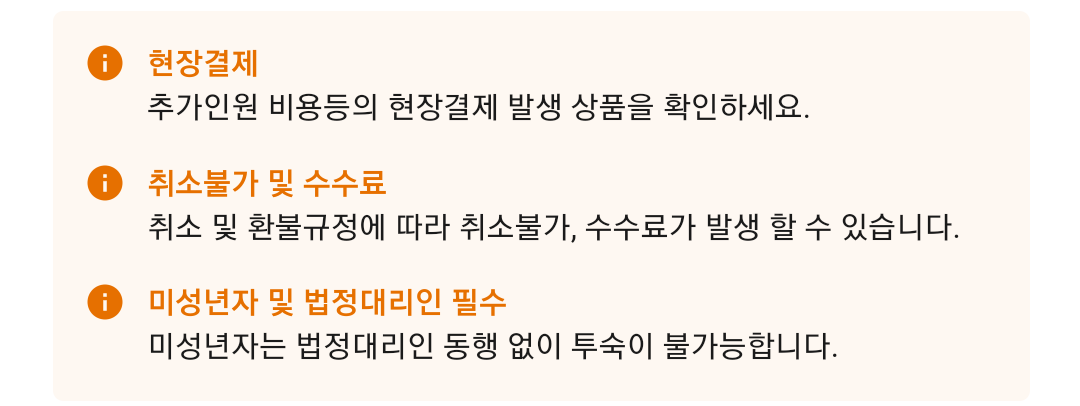 현장결제
추가인원 비용등의 현장결제 발생 상품을 확인하세요.
취소불가 및 수수료
취소 및 환불규정에 따라 취소불가, 수수료가 발생 할 수 있습니다.
미성년자 및 법정대리인 필수
미성년자는 법정대리인 동행 없이 투숙이 불가능합니다.